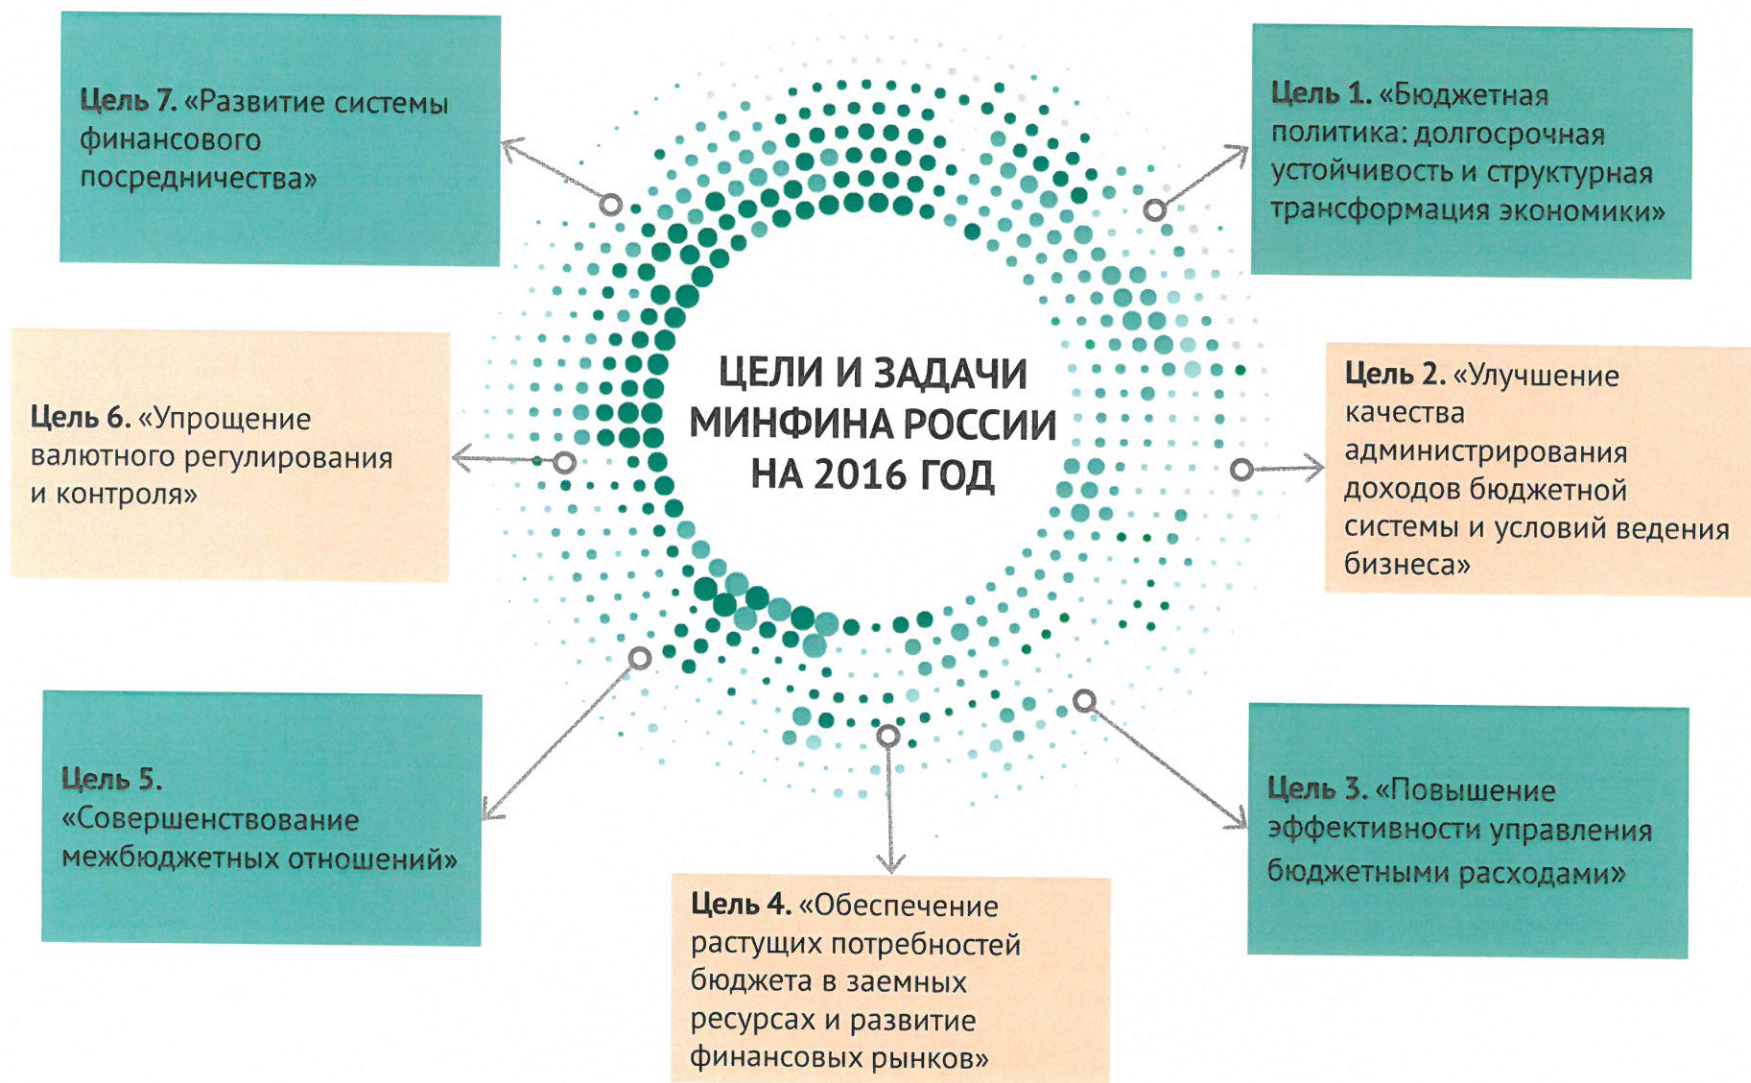 ЦЕЛИ И ЗАДАЧИ
МИНФИНА РОССИИ
НА 2016 ГОД
Цель 1. «Бюджетная
политика: долгосрочная
устойчивость и структурная
трансформация экономики»
Цель 2. «Улучшение
качества
администрирования
доходов бюджетной
системы и условий ведения
бизнеса»
Цель 3. «Повышение
эффективности управления
бюджетными расходами»
Цель 4. «Обеспечение
растущих потребностей
бюджета в заемных
ресурсах и развитие
финансовых рынков»
Цель 5.
«Совершенствование
межбюджетных отношений»
Цель 6. «Упрощение
валютного регулирования
и контроля»
Цель 7. «Развитие системы
финансового
посредничества»